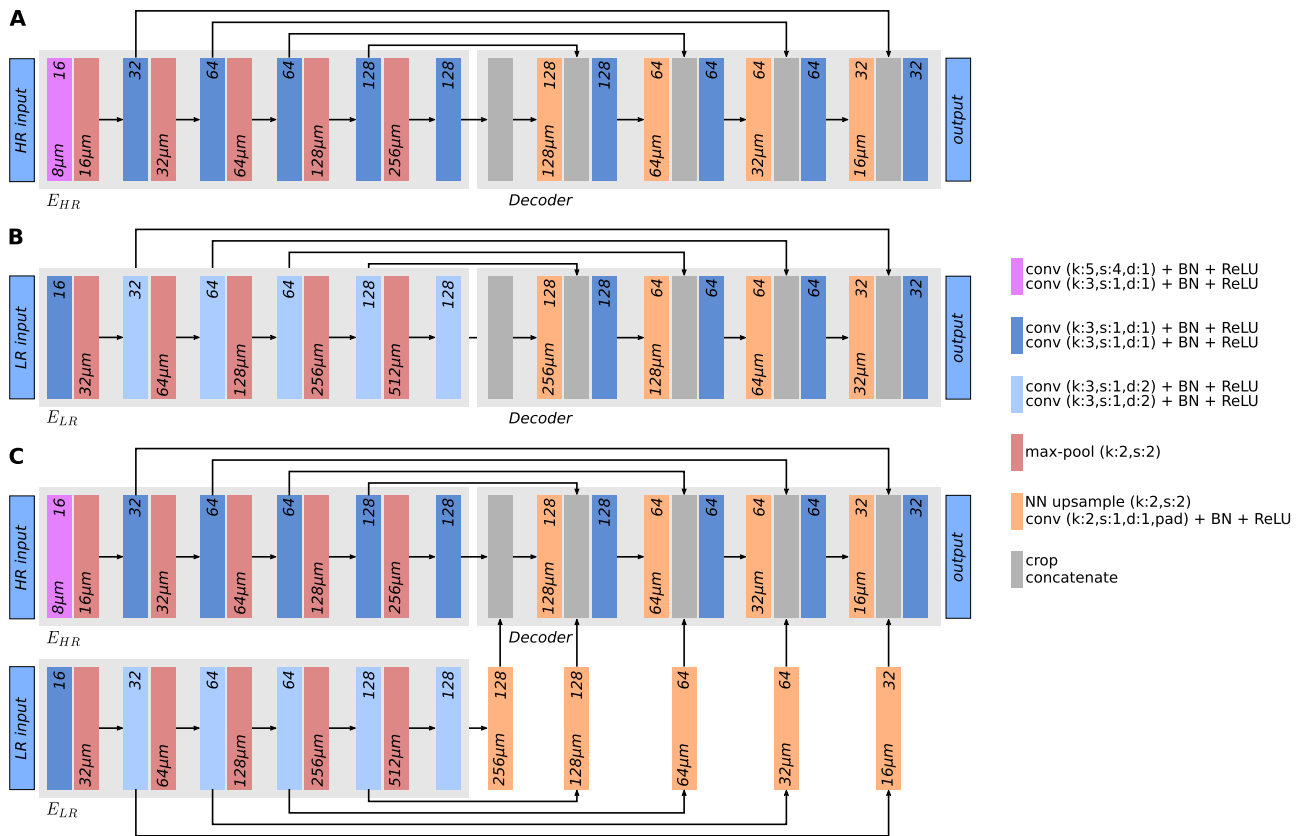 A
HR input
16
8μm
16μm
32
32μm
64
64μm
64
128μm
128
256μm
128
128
128μm
128
64
64μm
64
64
32μm
64
32
16μm
32
output
E_HR
Decoder
B
LR input
16
32μm
32
64μm
64
128μm
64
256μm
128
512μm
128
128
256μm
128
64
128μm
64
64
64μm
64
32
32μm
32
output
E_LR
Decoder
C
HR input
16
8μm
16μm
32
32μm
64
64μm
64
128μm
128
256μm
128
128
128μm
128
64
64μm
64
64
32μm
64
32
16μm
32
output
E_HR
Decoder
LR input
16
32μm
32
64μm
64
128μm
64
256μm
128
512μm
128
128
256μm
128
128μm
64
64μm
64
32μm
32
16μm
E_LR
conv (k:5,s:4,d:1) + BN + ReLU
conv (k:3,s:1,d:1) + BN + ReLU
conv (k:3,s:1,d:1) + BN + ReLU
conv (k:3,s:1,d:1) + BN + ReLU
conv (k:3,s:1,d:2) + BN + ReLU
conv (k:3,s:1,d:2) + BN + ReLU
max-pool (k:2,s:2)
NN upsample (k:2,s:2)
conv (k:2,s:1,d:1,pad) + BN + ReLU
crop
concatenate